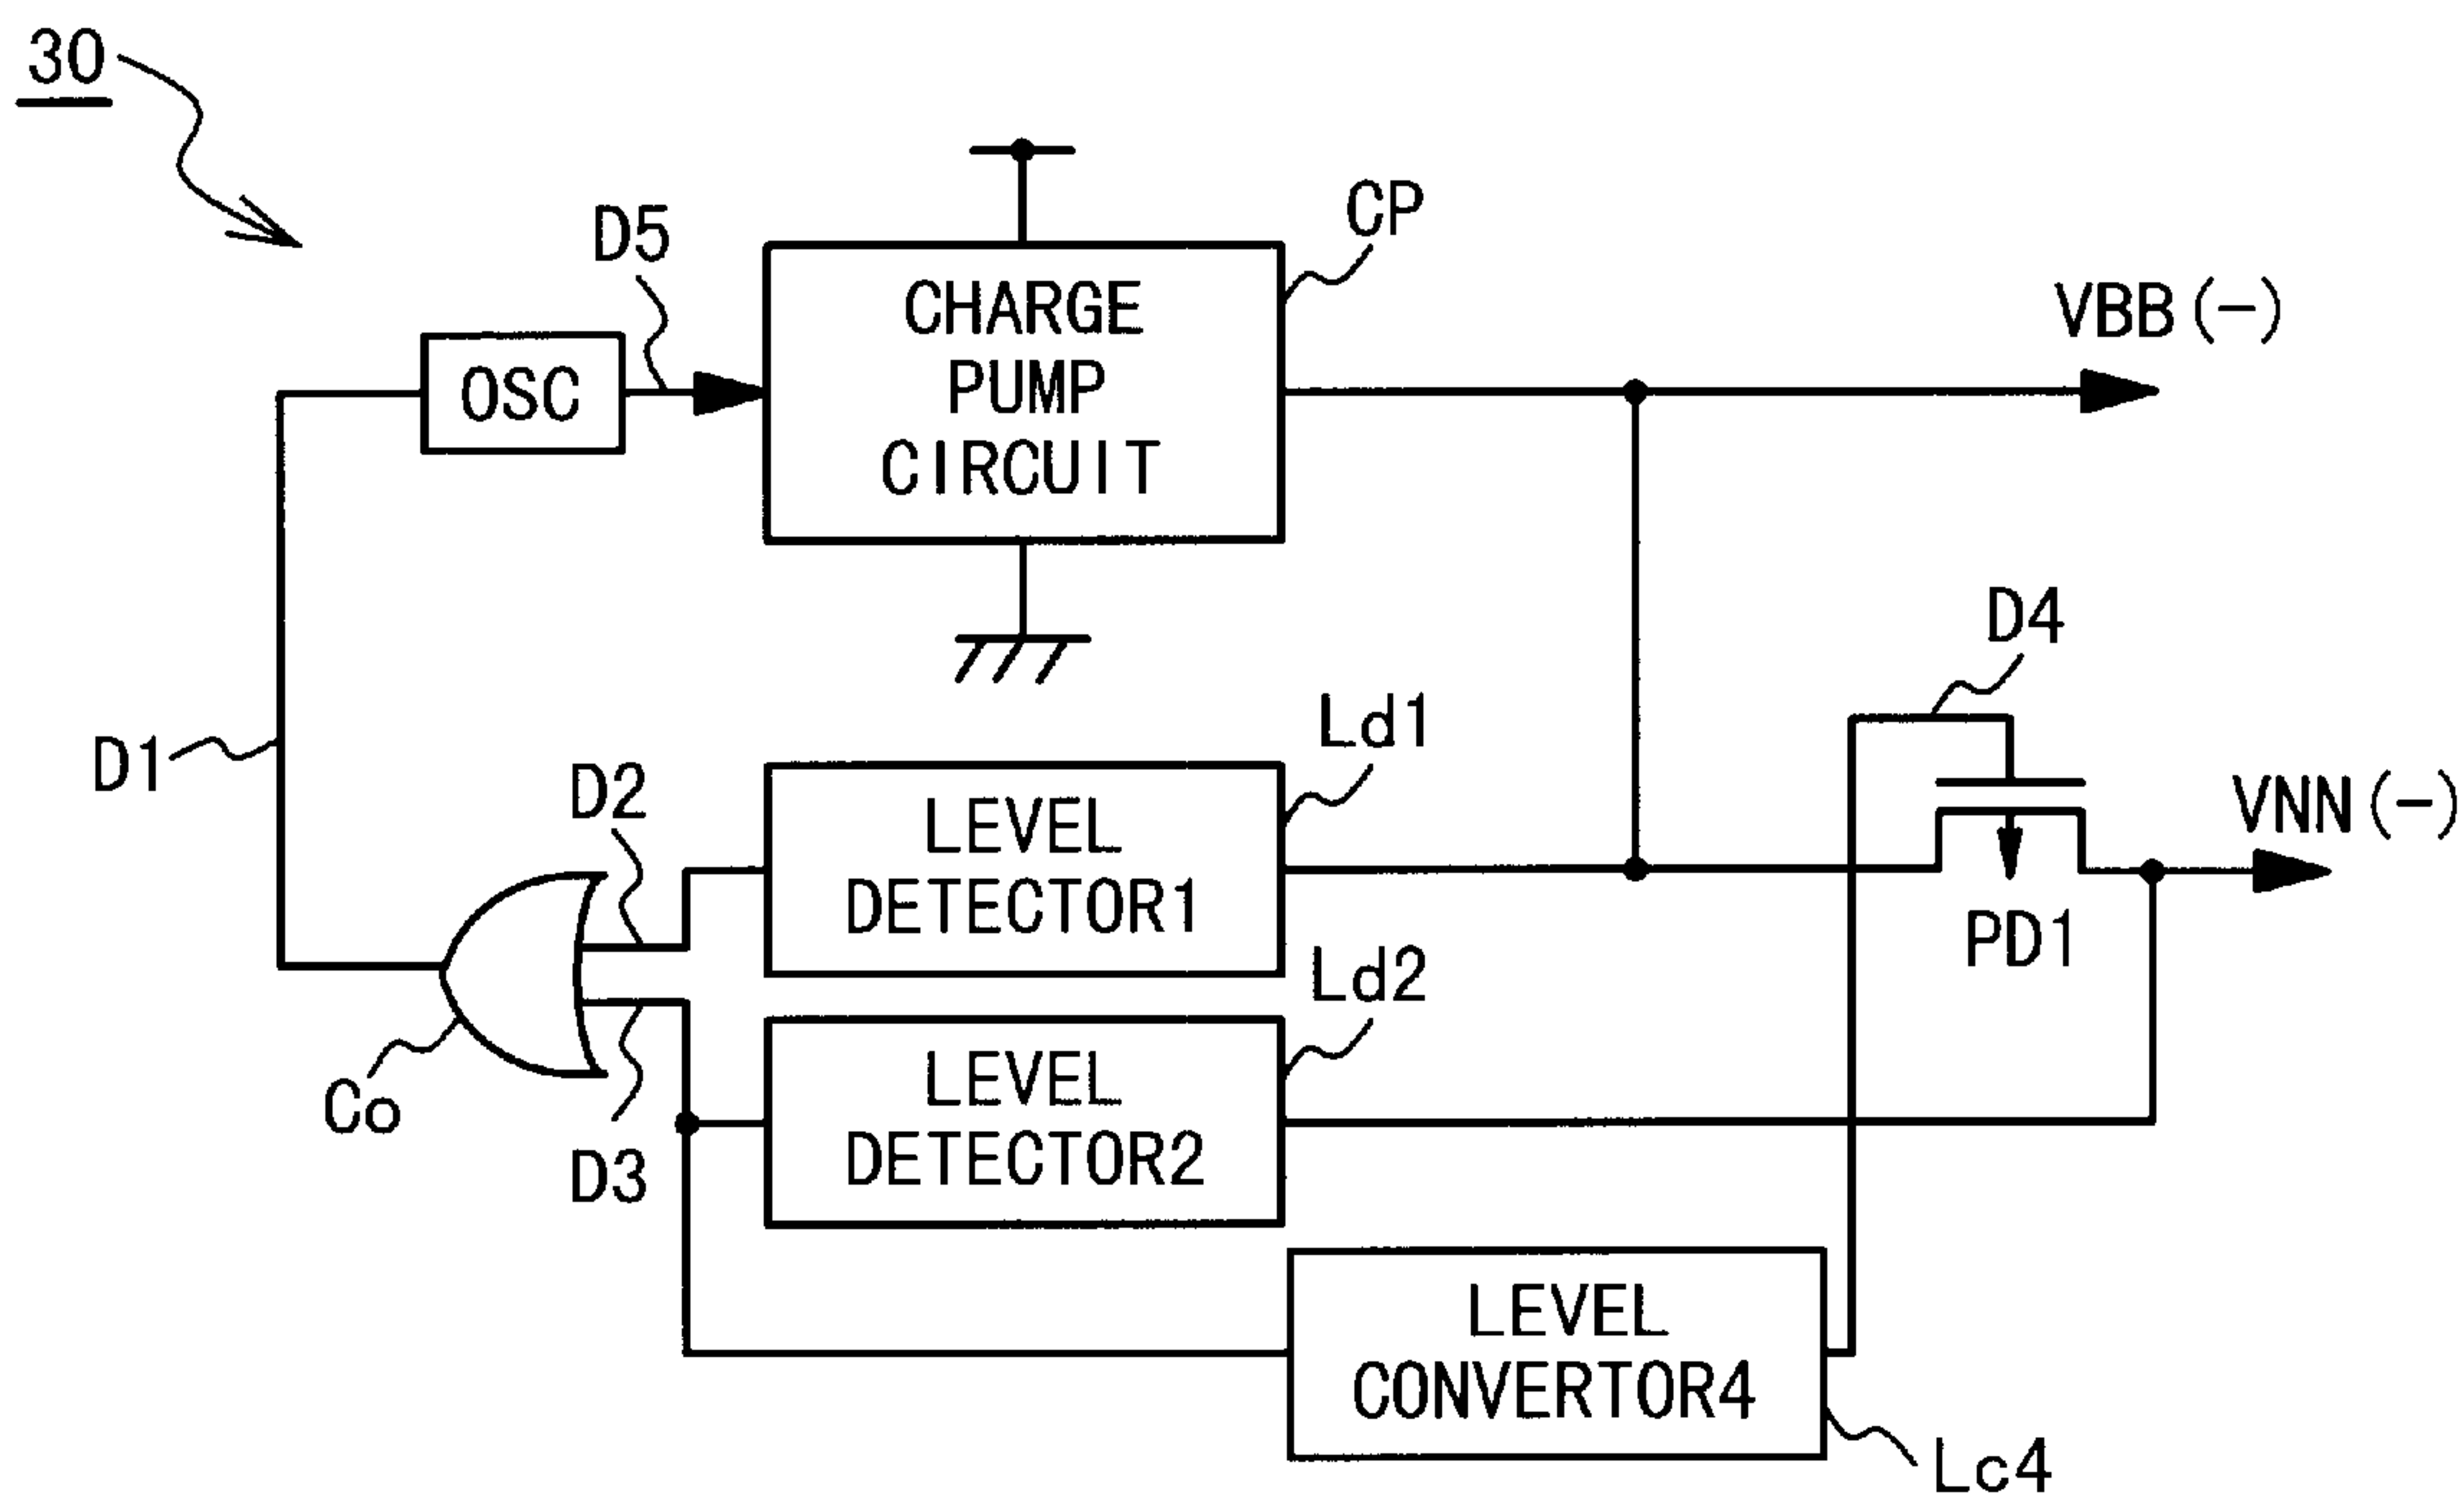 30
CP
D5
CHARGE
PUMP
CIRCUIT
OSC
VBB(-)
D4
Ld1
D1
D2
LEVEL
DETECTOR1
VNN(-)
PD1
Ld2
LEVEL
DETECTOR2
Co
D3
LEVEL
CONVERTOR4
Lc4